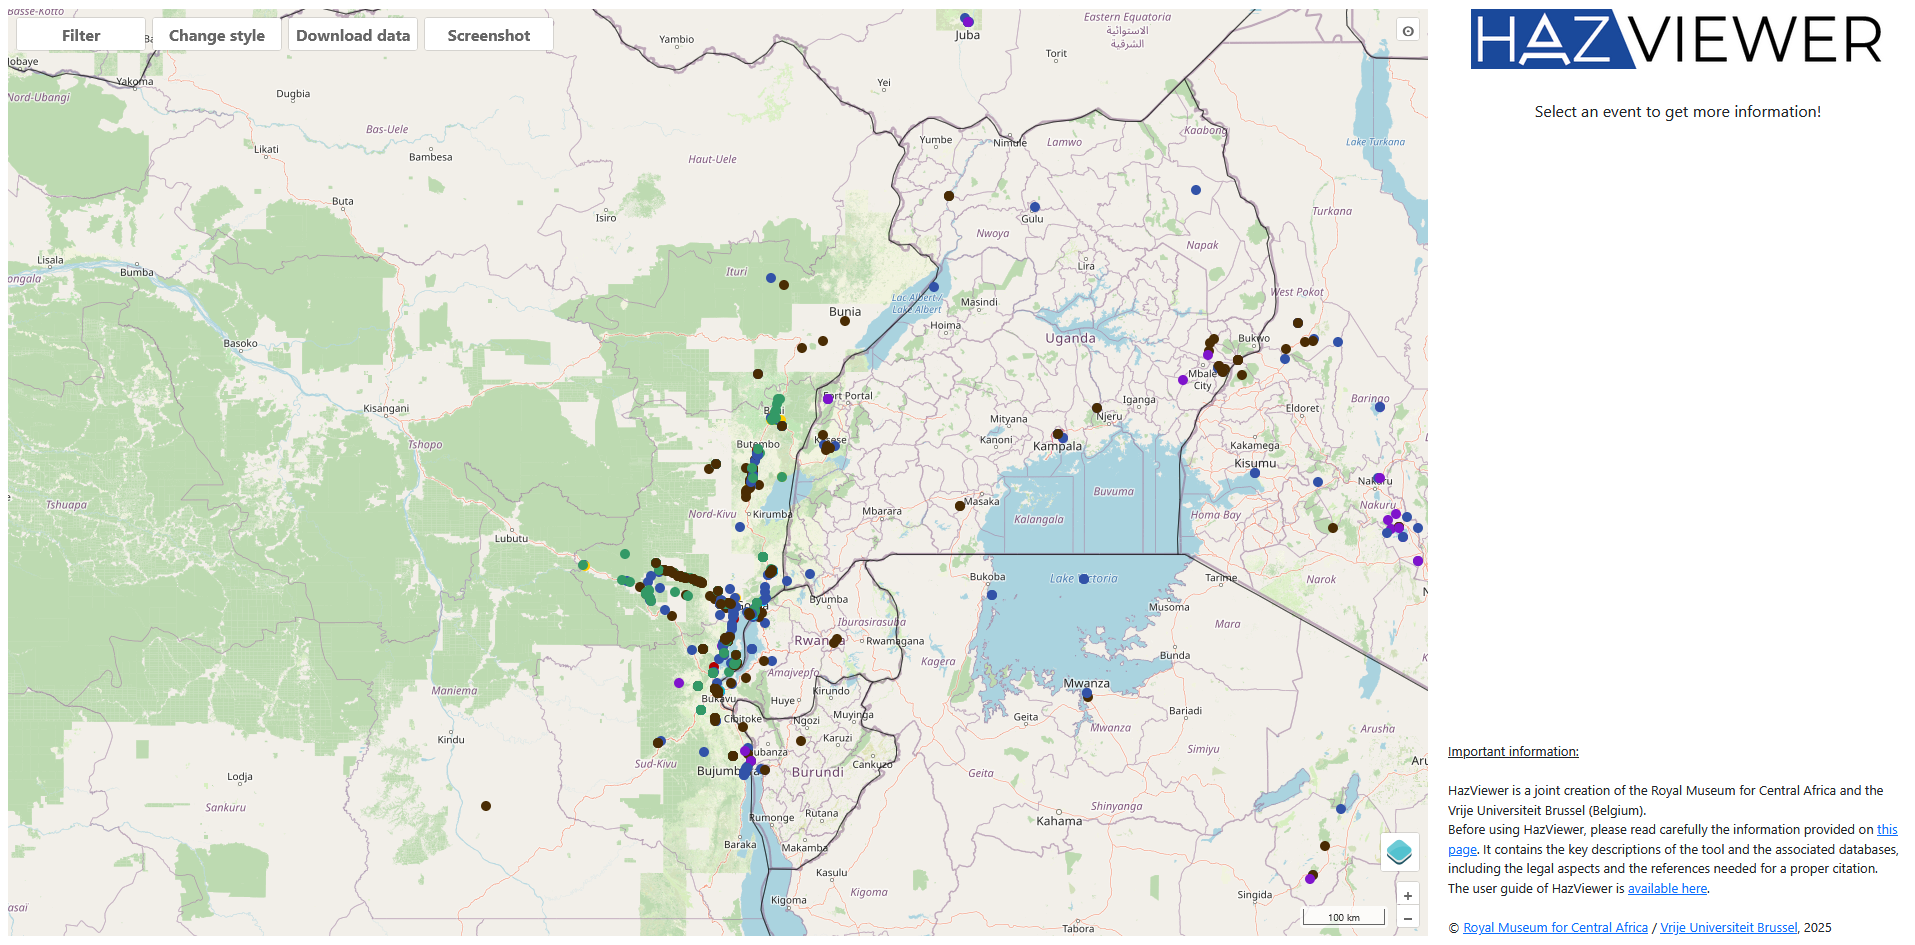 Filter
Change style
Download data
Screenshot
Basse-Kotto
Yakoma
Nord-Ubangi
Dugbia
Bas-Uele
Likati
Bambesa
Haut-Uele
Buta
Isiro
Yambio
Juba
Eastern Equatoria
الاستوائية
الشرقية
Torit
Yei
Lake Turkana
Kaabong
Yumbe
Nimule
Lamwo
Turkana
Gulu
Nwoya
Napak
Lira
Lisala
Bumba
Ituri
West Pokot
Lac Albert /
Lake Albert
Masindi
Bunia
Hoima
Uganda
Bukwo
Basoko
Mbale
City
Baringo
Kisangani
Fort Portal
Iganga
Eldoret
Njeru
Mityana
Tshopo
Butembo
Kanoni
Kampala
Kakamega
Kisumu
Nakuru
Buvuma
Tshuapa
Nord-Kivu
Kirumba
Mbarara
Masaka
Kalangala
Homa Bay
Nakuru
Lubutu
Bukoba
Lake Victoria
Tarime
Narok
Byumba
Musoma
Iburasirasuba
Mara
Rwanda
Rwamagana
Kagera
Bunda
Amajyepfo
Maniema
Bukavu
Huye
Kirundo
Mwanza
Cibitoke
Ngozi
Muyinga
Geita
Bariadi
Mwanza
Arusha
Kindu
Karuzi
Simiyu
Sud-Kivu
Bubanza
Cankuzo
Bujumbura
Burundi
Geita
Lodja
Sankuru
Shinyanga
Rumonge
Rutana
Kahama
Baraka
Makamba
Kasulu
Kigoma
Singida
Kigoma
Tabora
100 km
+
−
HAZVIEWER
Select an event to get more information!
Important information:
HazViewer is a joint creation of the Royal Museum for Central Africa and the
Vrije Universiteit Brussel (Belgium).
Before using HazViewer, please read carefully the information provided on this
page. It contains the key descriptions of the tool and the associated databases,
including the legal aspects and the references needed for a proper citation.
The user guide of HazViewer is available here.
© Royal Museum for Central Africa / Vrije Universiteit Brussel, 2025